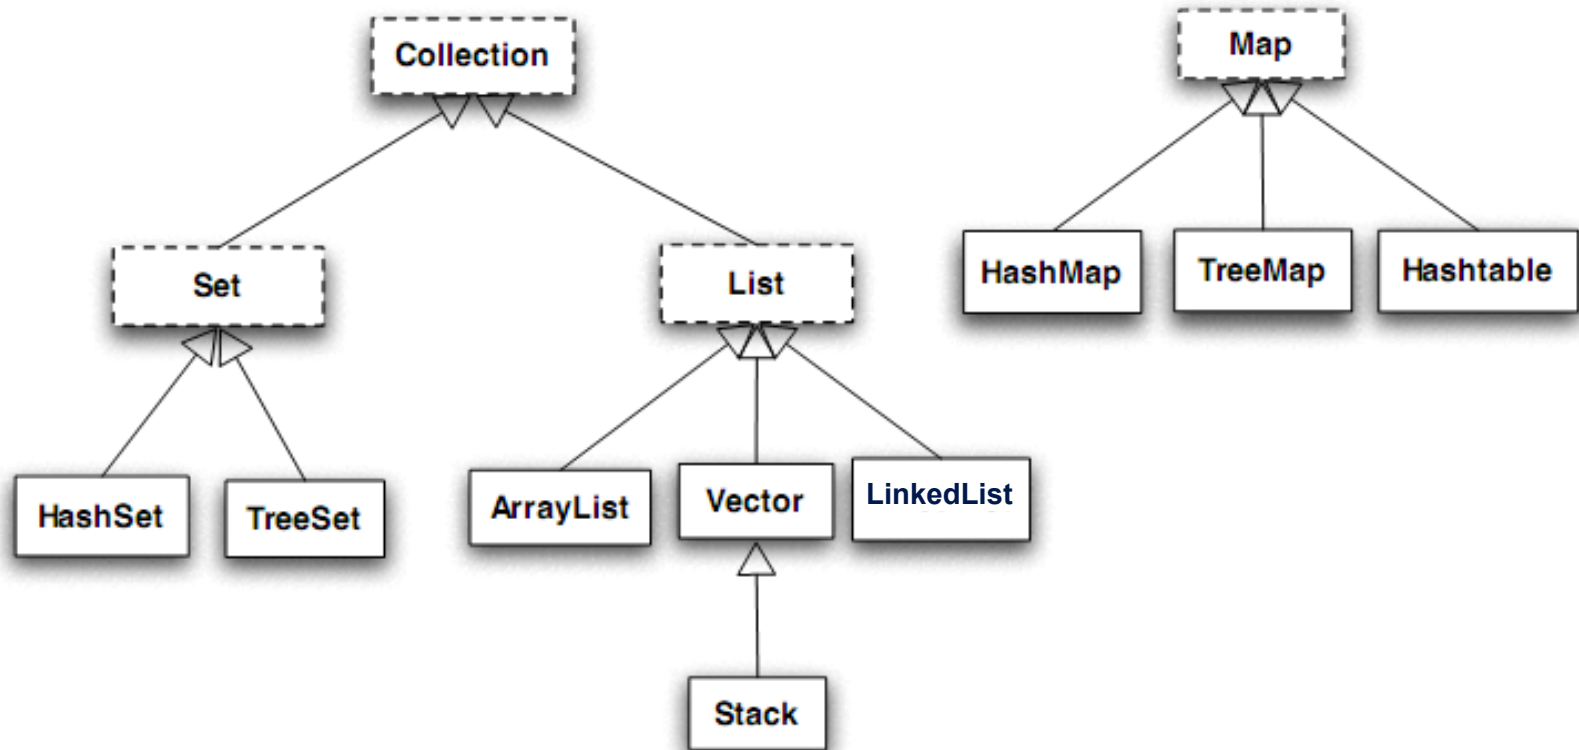 Collection
Map
Set
List
HashMap
TreeMap
Hashtable
HashSet
TreeSet
ArrayList
Vector
LinkedList
Stack